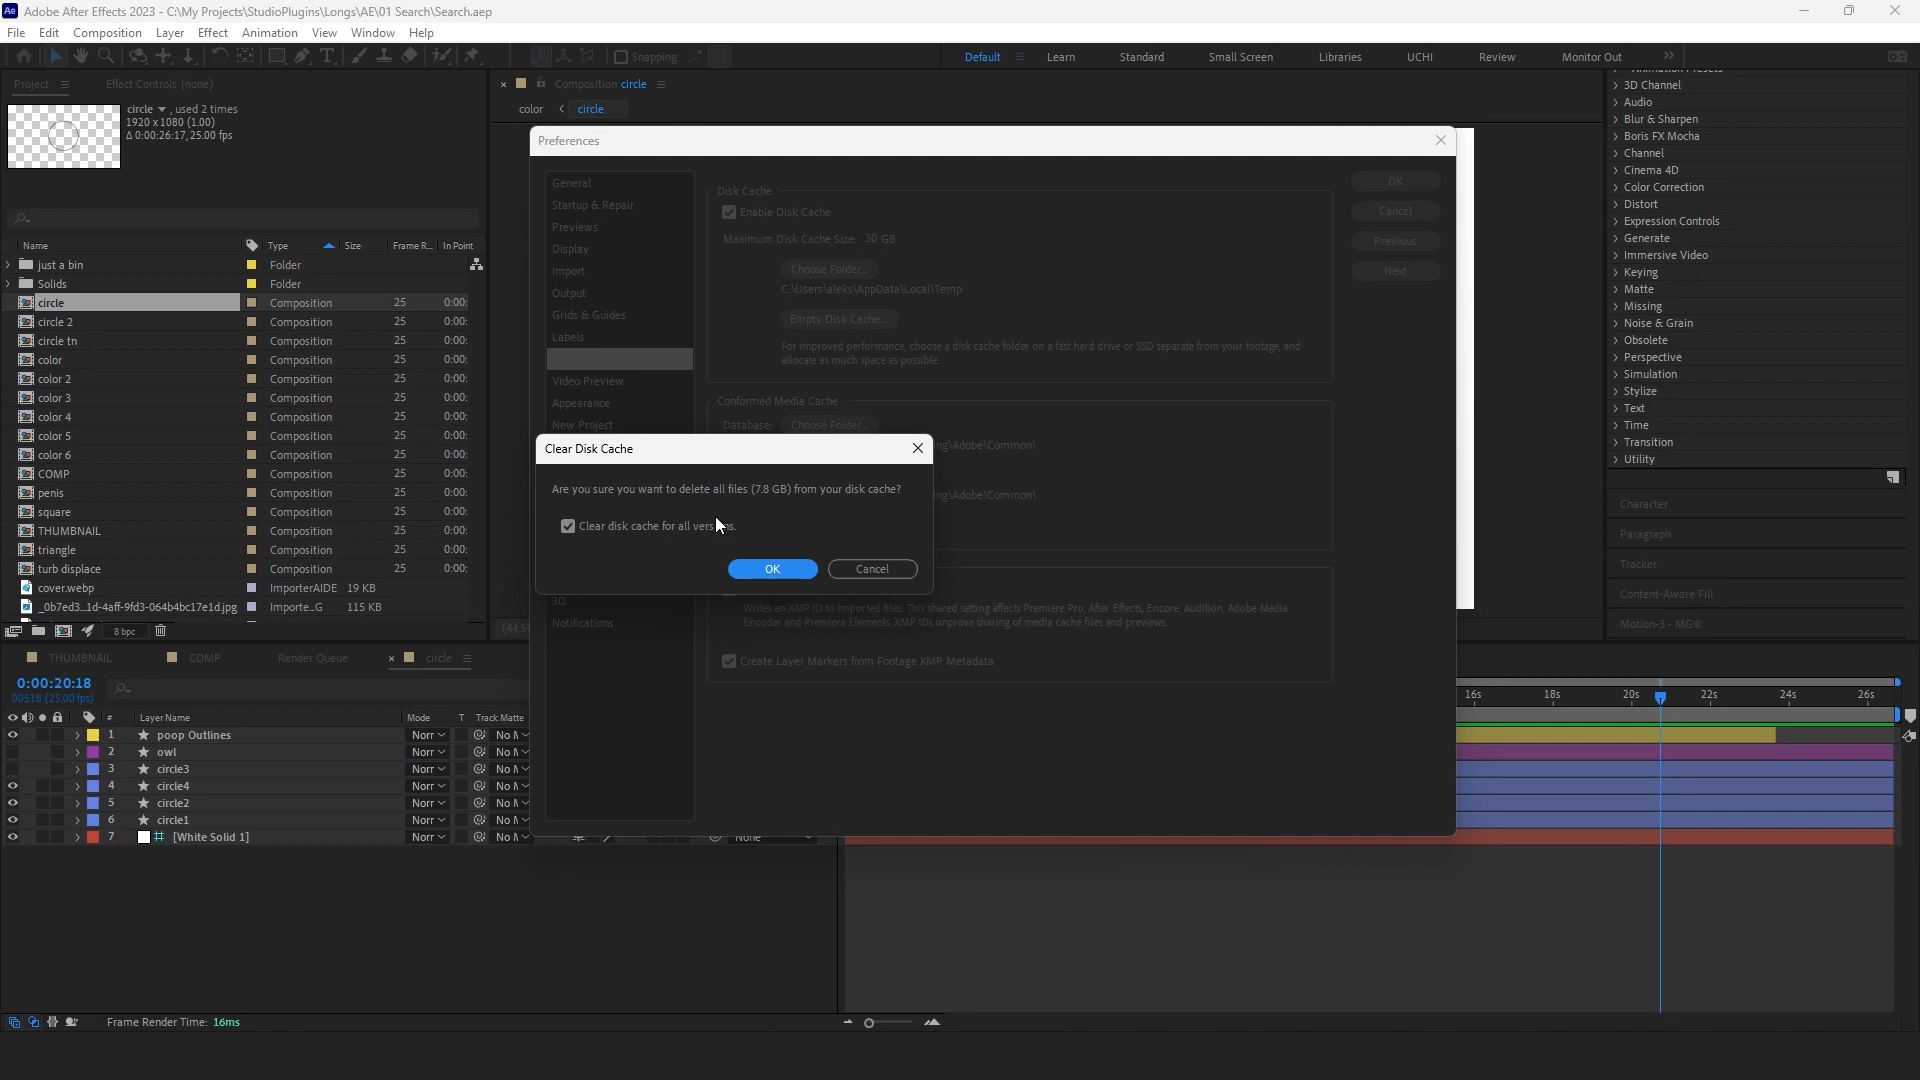 Adobe After Effects 2023 - C:\My Projects\StudioPlugins\Longs\AE\01 Search\Search.aep
File Edit Composition Layer Effect Animation View Window Help
Snapping
Default Learn Standard Small Screen Libraries UCHI Review Monitor Out
Project
Effect Controls (none)
circle , used 2 times
1920 x 1080 (1.00)
Δ 0:00:26:17, 25.00 fps
Name Type Size Frame R... In Point
just a bin Folder
Solids Folder
circle Composition 25 0:00:
circle 2 Composition 25 0:00:
circle tn Composition 25 0:00:
color Composition 25 0:00:
color 2 Composition 25 0:00:
color 3 Composition 25 0:00:
color 4 Composition 25 0:00:
color 5 Composition 25 0:00:
color 6 Composition 25 0:00:
COMP Composition 25 0:00:
penis Composition 25 0:00:
square Composition 25 0:00:
THUMBNAIL Composition 25 0:00:
triangle Composition 25 0:00:
turb displace Composition 25 0:00:
cover.webp ImporterAIDE 19 KB
_0b7ed3...1d-4aff-9fd3-064b4bc17e1d.jpg Importe...G 115 KB
8 bpc
Composition circle
color < circle
(44.5
Preferences
General
Startup & Repair
Previews
Display
Import
Output
Grids & Guides
Labels
Video Preview
Appearance
New Project
3D
Notifications
Disk Cache
Enable Disk Cache
Maximum Disk Cache Size: 30 GB
Choose Folder...
C:\Users\aleks\AppData\Local\Temp
Empty Disk Cache...
For improved performance, choose a disk cache folder on a fast hard drive or SSD separate from your footage, and
allocate as much space as possible.
Conformed Media Cache
Database: Choose Folder...
ng\Adobe\Common\
ng\Adobe\Common\
Writes an XMP ID to imported files. This shared setting affects Premiere Pro, After Effects, Encore, Audition, Adobe Media
Encoder and Premiere Elements. XMP IDs improve sharing of media cache files and previews.
Create Layer Markers from Footage XMP Metadata
OK
Cancel
Previous
Next
Clear Disk Cache
Are you sure you want to delete all files (7.8 GB) from your disk cache?
Clear disk cache for all
OK Cancel
3D Channel
Audio
Blur & Sharpen
Boris FX Mocha
Channel
Cinema 4D
Color Correction
Distort
Expression Controls
Generate
Immersive Video
Keying
Matte
Missing
Noise & Grain
Obsolete
Perspective
Simulation
Stylize
Text
Time
Transition
Utility
Character
Paragraph
Tracker
Content-Aware Fill
Motion-3 - MG©
THUMBNAIL COMP Render Queue circle
0:00:20:18
00518 (25.00 fps)
# Layer Name Mode T Track Matte
1 poop Outlines Norr No M
2 owl Norr No M
3 circle3 Norr No M
4 circle4 Norr No M
5 circle2 Norr No M
6 circle1 Norr No M
7 [White Solid 1] Norr No M None
16s 18s 20s 22s 24s 26s
Frame Render Time: 16ms